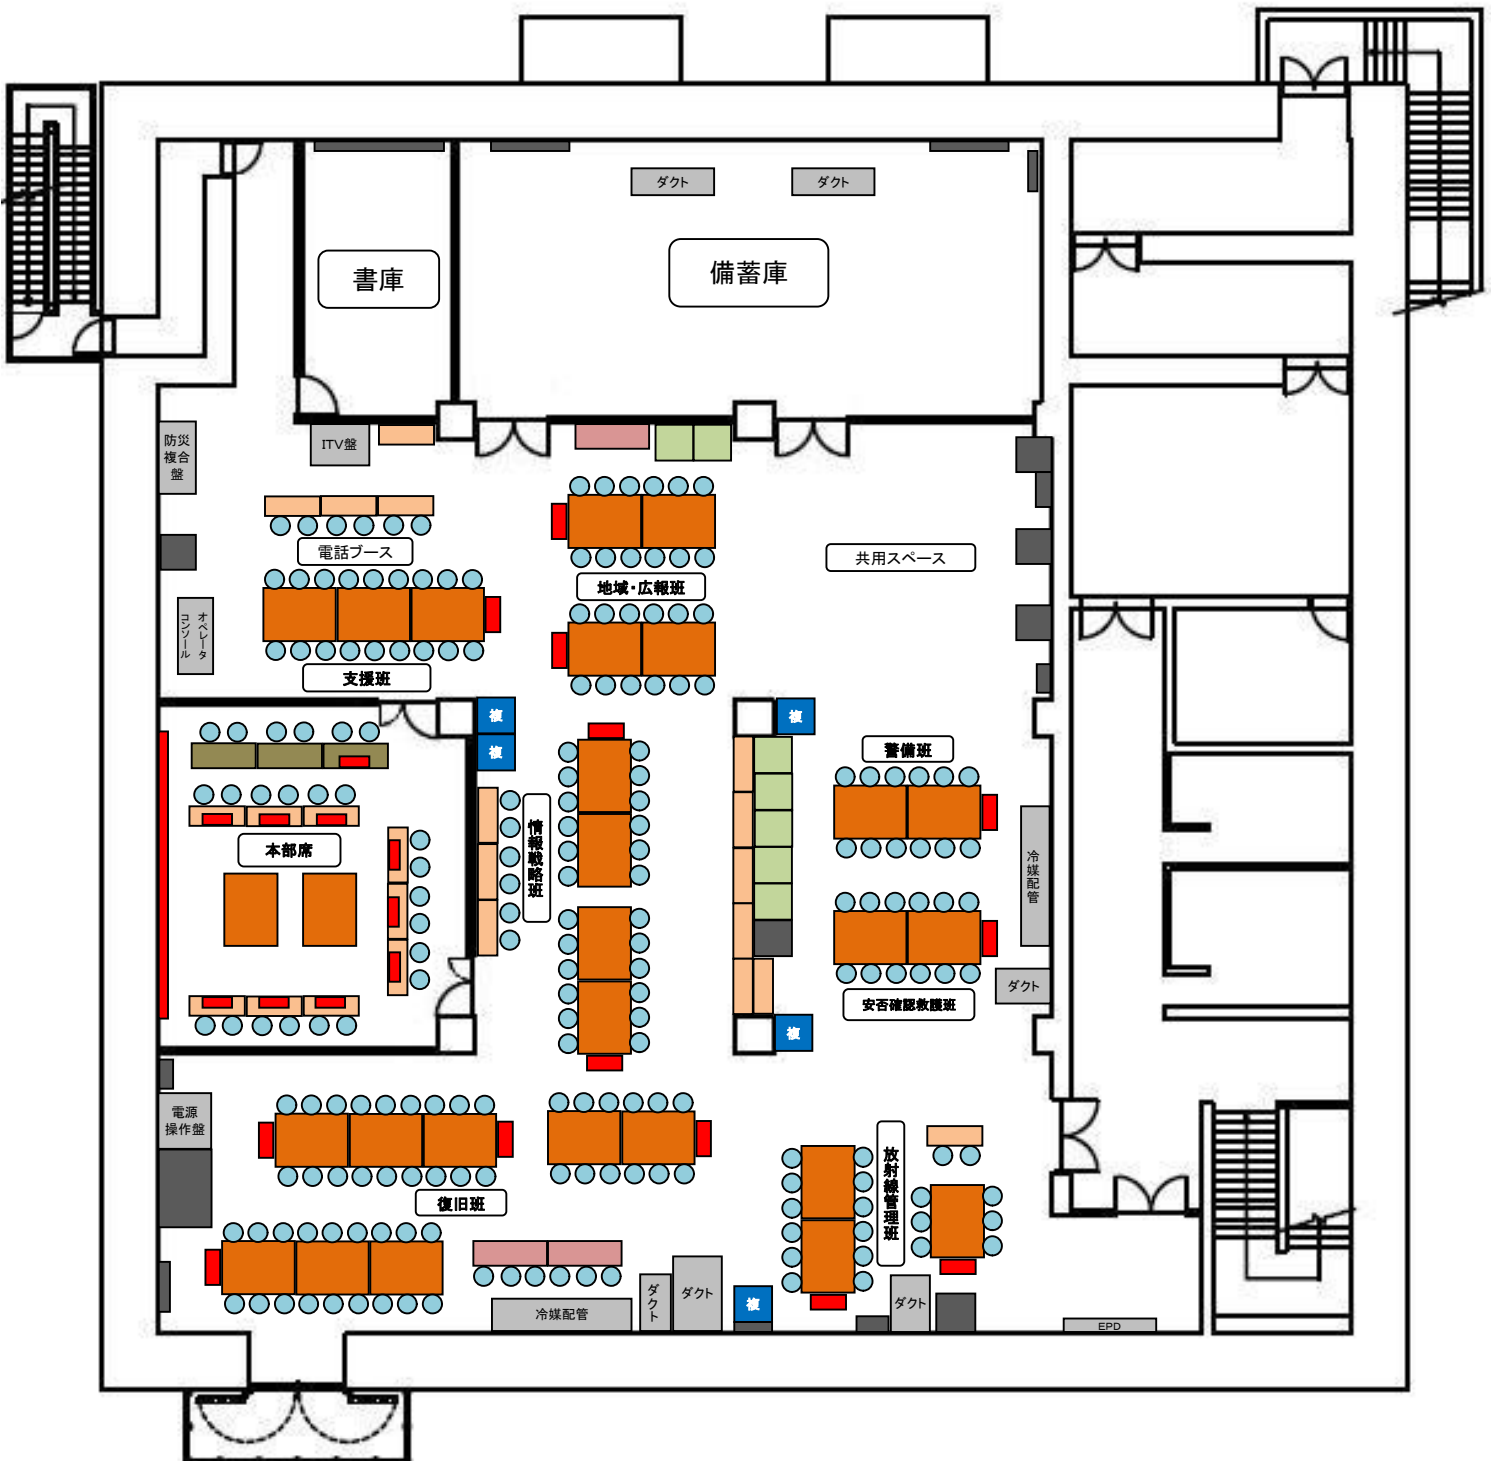 ダクト
ダクト
書庫
備蓄庫
防災
複合
盤
ITV盤
電話ブース
共用スペース
地域・広報班
オペレータ
コンソール
支援班
複
複
複
警備班
情報戦略班
本部席
冷媒配管
ダクト
安否確認救護班
複
電源
操作盤
放射線管理班
復旧班
ダクト
ダクト
複
ダクト
冷媒配管
EPD